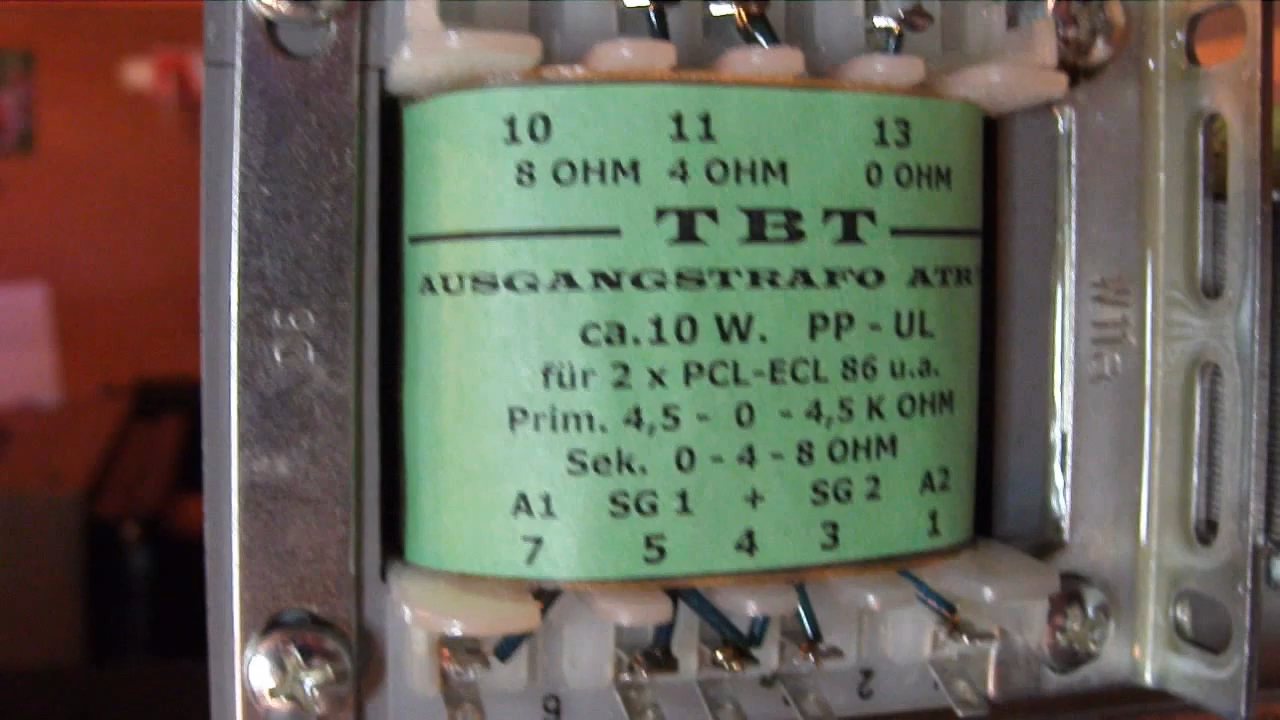 10 11 13
8 OHM 4 OHM 0 OHM
TBT
AUSGANGSTRAFO ATR
ca.10 W. PP - UL
für 2 x PCL-ECL 86 u.a.
Prim. 4,5 - 0 - 4,5 K OHM
Sek. 0 - 4 - 8 OHM
A1 SG 1 + SG 2 A2
7 5 4 3 1
6 2